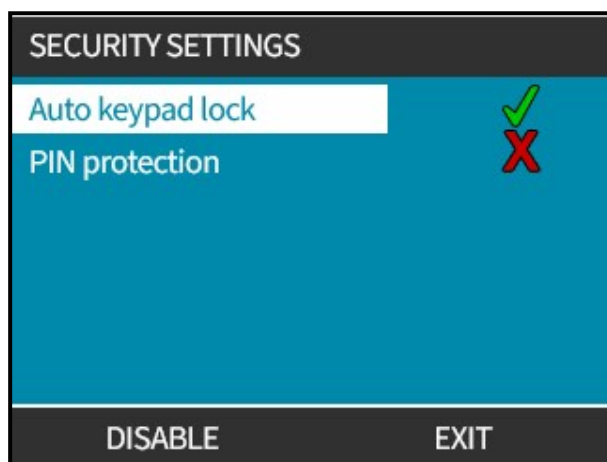 SECURITY SETTINGS
Auto keypad lock
PIN protection
DISABLE EXIT